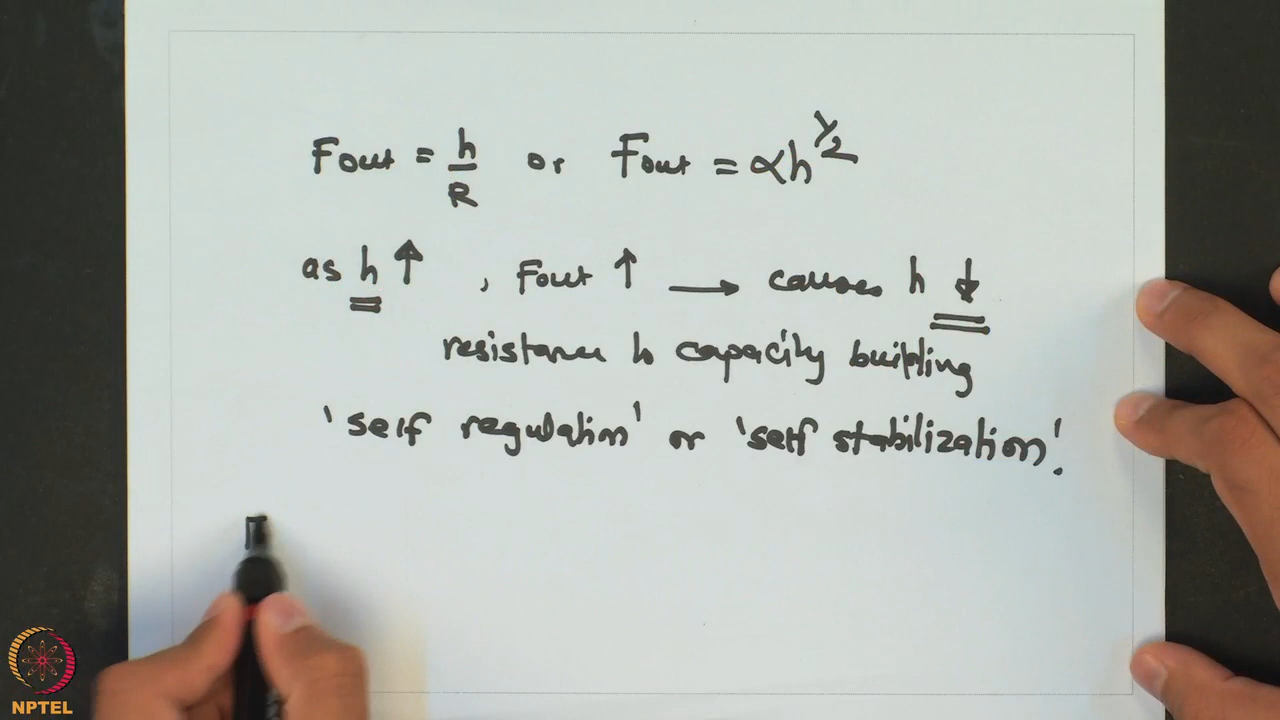 Fout = h/R or Fout = αh^1/2
as h ↑ , Fout ↑ → causes h ↓
resistance to capacity building
'self regulation' or 'self stabilization'.
NPTEL